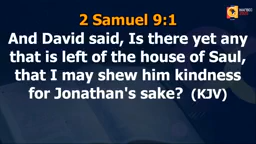 2 Samuel 9:1
And David said, Is there yet any
that is left of the house of Saul,
that I may shew him kindness
for Jonathan's sake? (KJV)